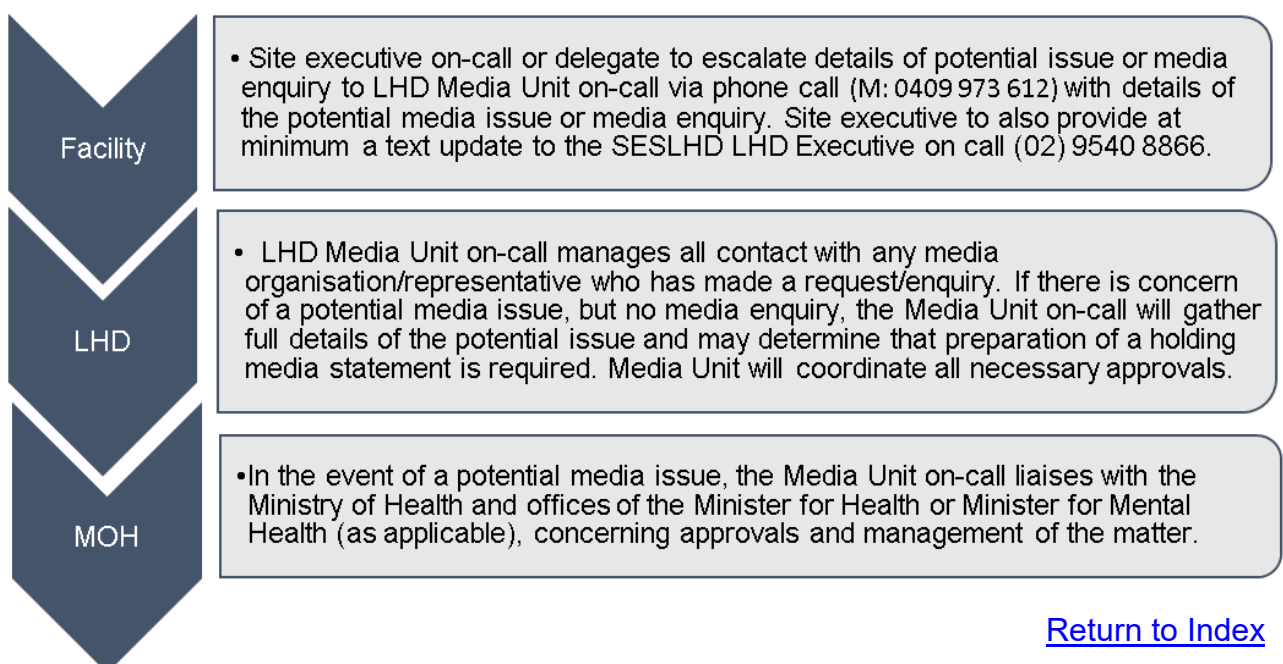 Facility
• Site executive on-call or delegate to escalate details of potential issue or media
enquiry to LHD Media Unit on-call via phone call (M: 0409 973 612) with details of
the potential media issue or media enquiry. Site executive to also provide at
minimum a text update to the SESLHD LHD Executive on call (02) 9540 8866.
LHD
• LHD Media Unit on-call manages all contact with any media
organisation/representative who has made a request/enquiry. If there is concern
of a potential media issue, but no media enquiry, the Media Unit on-call will gather
full details of the potential issue and may determine that preparation of a holding
media statement is required. Media Unit will coordinate all necessary approvals.
MOH
•In the event of a potential media issue, the Media Unit on-call liaises with the
Ministry of Health and offices of the Minister for Health or Minister for Mental
Health (as applicable), concerning approvals and management of the matter.
Return to Index